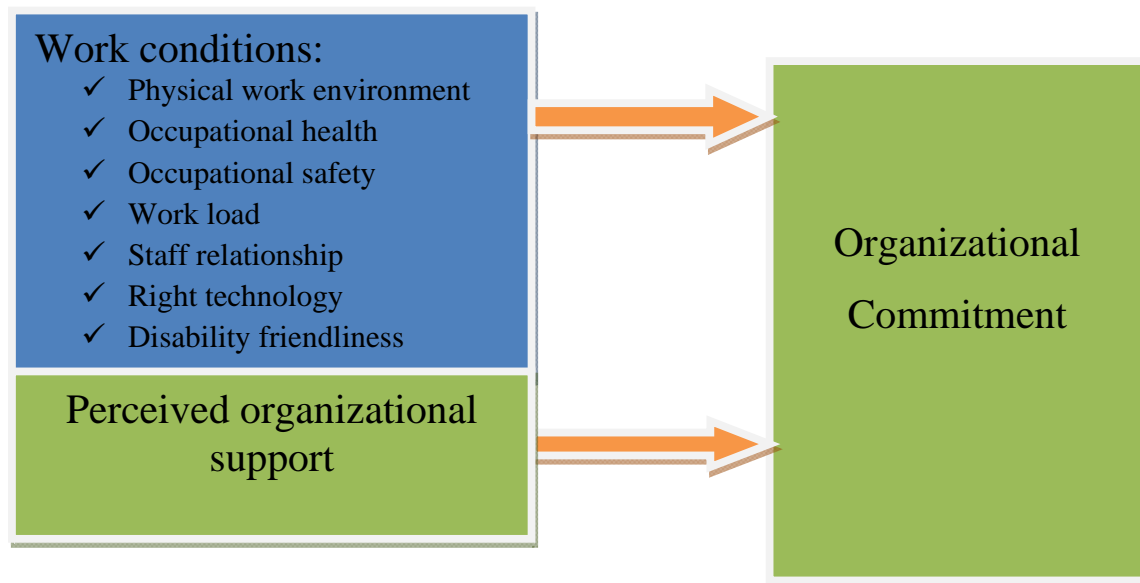 Work conditions:
✓ Physical work environment
✓ Occupational health
✓ Occupational safety
✓ Work load
✓ Staff relationship
✓ Right technology
✓ Disability friendliness
Perceived organizational
support
Organizational
Commitment